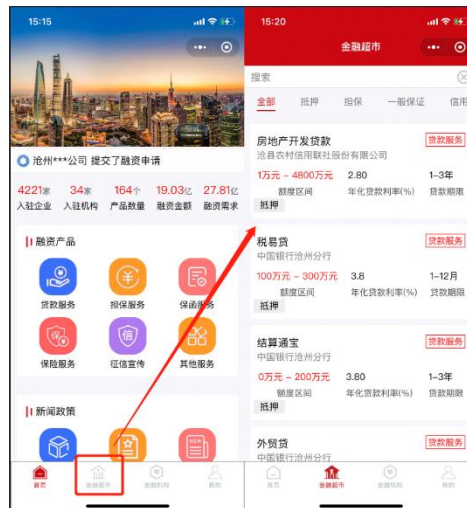 15:15
沧州***公司 提交了融资申请
4221家
34家
164个
19.03亿
27.81亿
入驻企业
入驻机构
产品数量
融资金额
融资需求
融资产品
贷款服务
担保服务
保函服务
保
信
保险服务
征信宣传
其他服务
新闻政策
NEW
首页
金融超市
金融机构
我的
15:20
金融超市
搜索
全部
抵押
担保
一般保证
信用
房地产开发贷款
贷款服务
沧县农村信用联社股份有限公司
1万元 – 4800万元
2.80
1–3年
额度区间
年化贷款利率(%)
贷款期限
抵押
税易贷
贷款服务
中国银行沧州分行
100万元 – 300万元
3.8
1–12月
额度区间
年化贷款利率(%)
贷款期限
抵押
结算通宝
贷款服务
中国银行沧州分行
0万元 – 200万元
3.80
1–3年
额度区间
年化贷款利率(%)
贷款期限
抵押
外贸贷
贷款服务
中国银行沧州分行
首页
金融超市
金融机构
我的